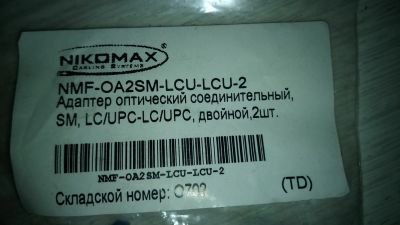 NIKOMAX
CABLING SYSTEMS
NMF-OA2SM-LCU-LCU-2
Адаптер оптический соединительный,
SM, LC/UPC-LC/UPC, двойной,2шт.
NMF-OA2SM-LCU-LCU-2
Складской номер: (TD)